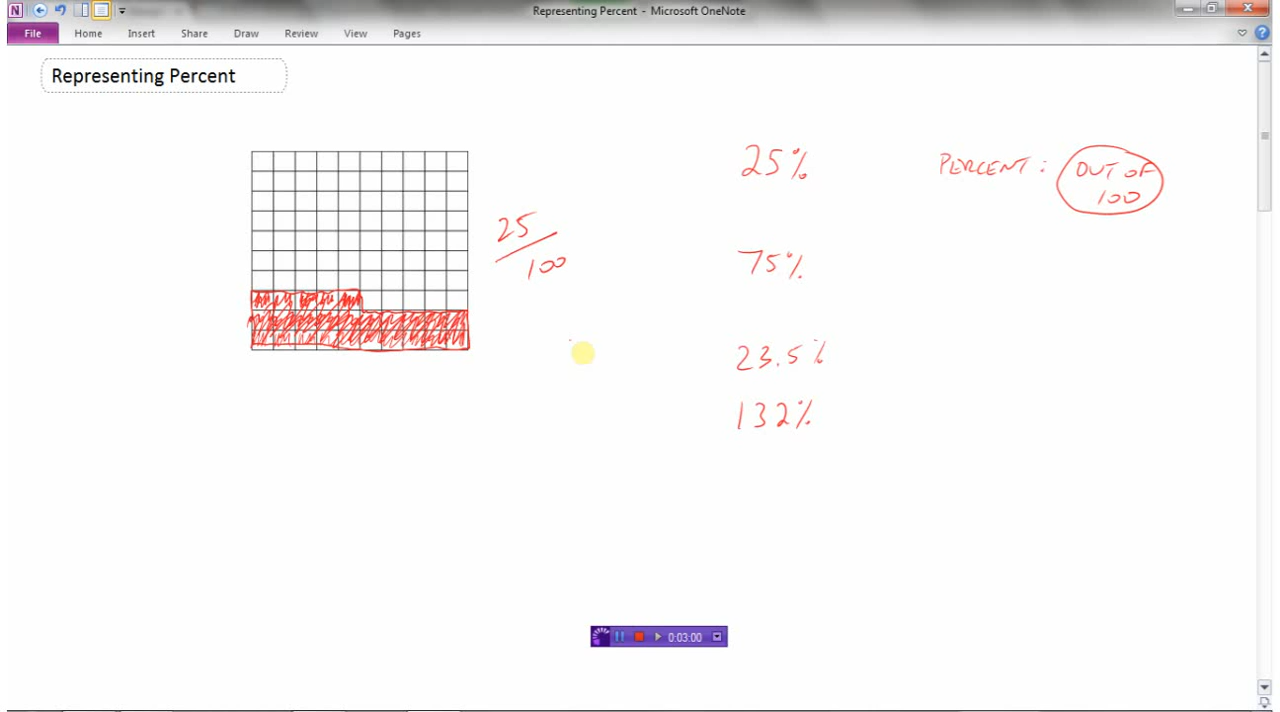 Representing Percent - Microsoft OneNote
File Home Insert Share Draw Review View Pages
Representing Percent
25% PERCENT: OUT OF
100
25/100
75%
23.5%
132%
0:03:00